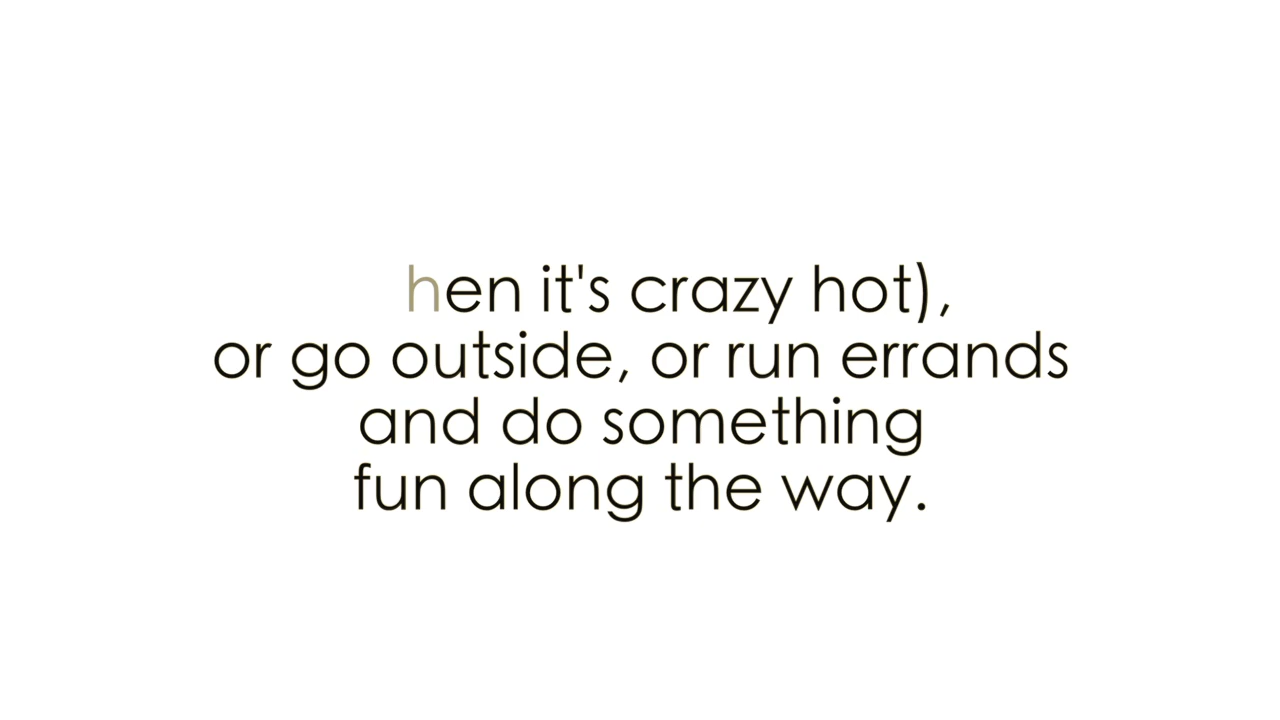 hen it's crazy hot),
or go outside, or run errands
and do something
fun along the way.